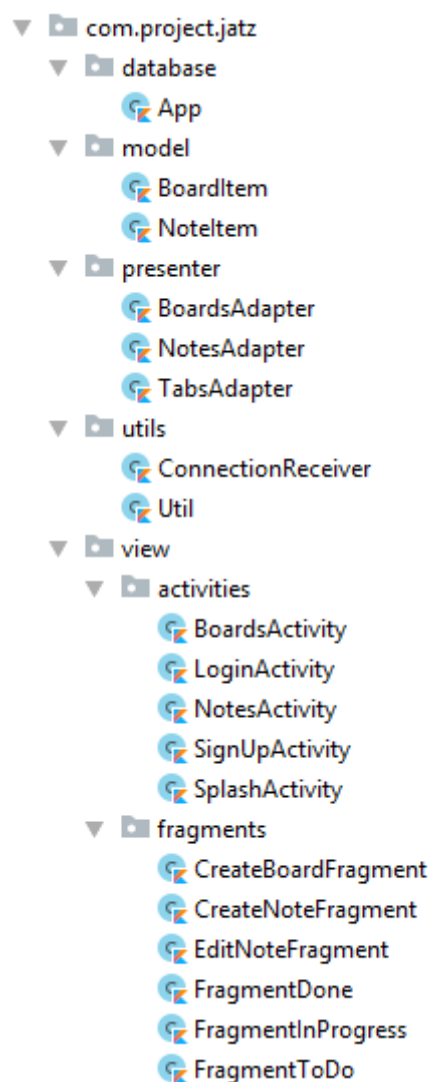 com.project.jatz
database
App
model
BoardItem
NoteItem
presenter
BoardsAdapter
NotesAdapter
TabsAdapter
utils
ConnectionReceiver
Util
view
activities
BoardsActivity
LoginActivity
NotesActivity
SignUpActivity
SplashActivity
fragments
CreateBoardFragment
CreateNoteFragment
EditNoteFragment
FragmentDone
FragmentInProgress
FragmentToDo